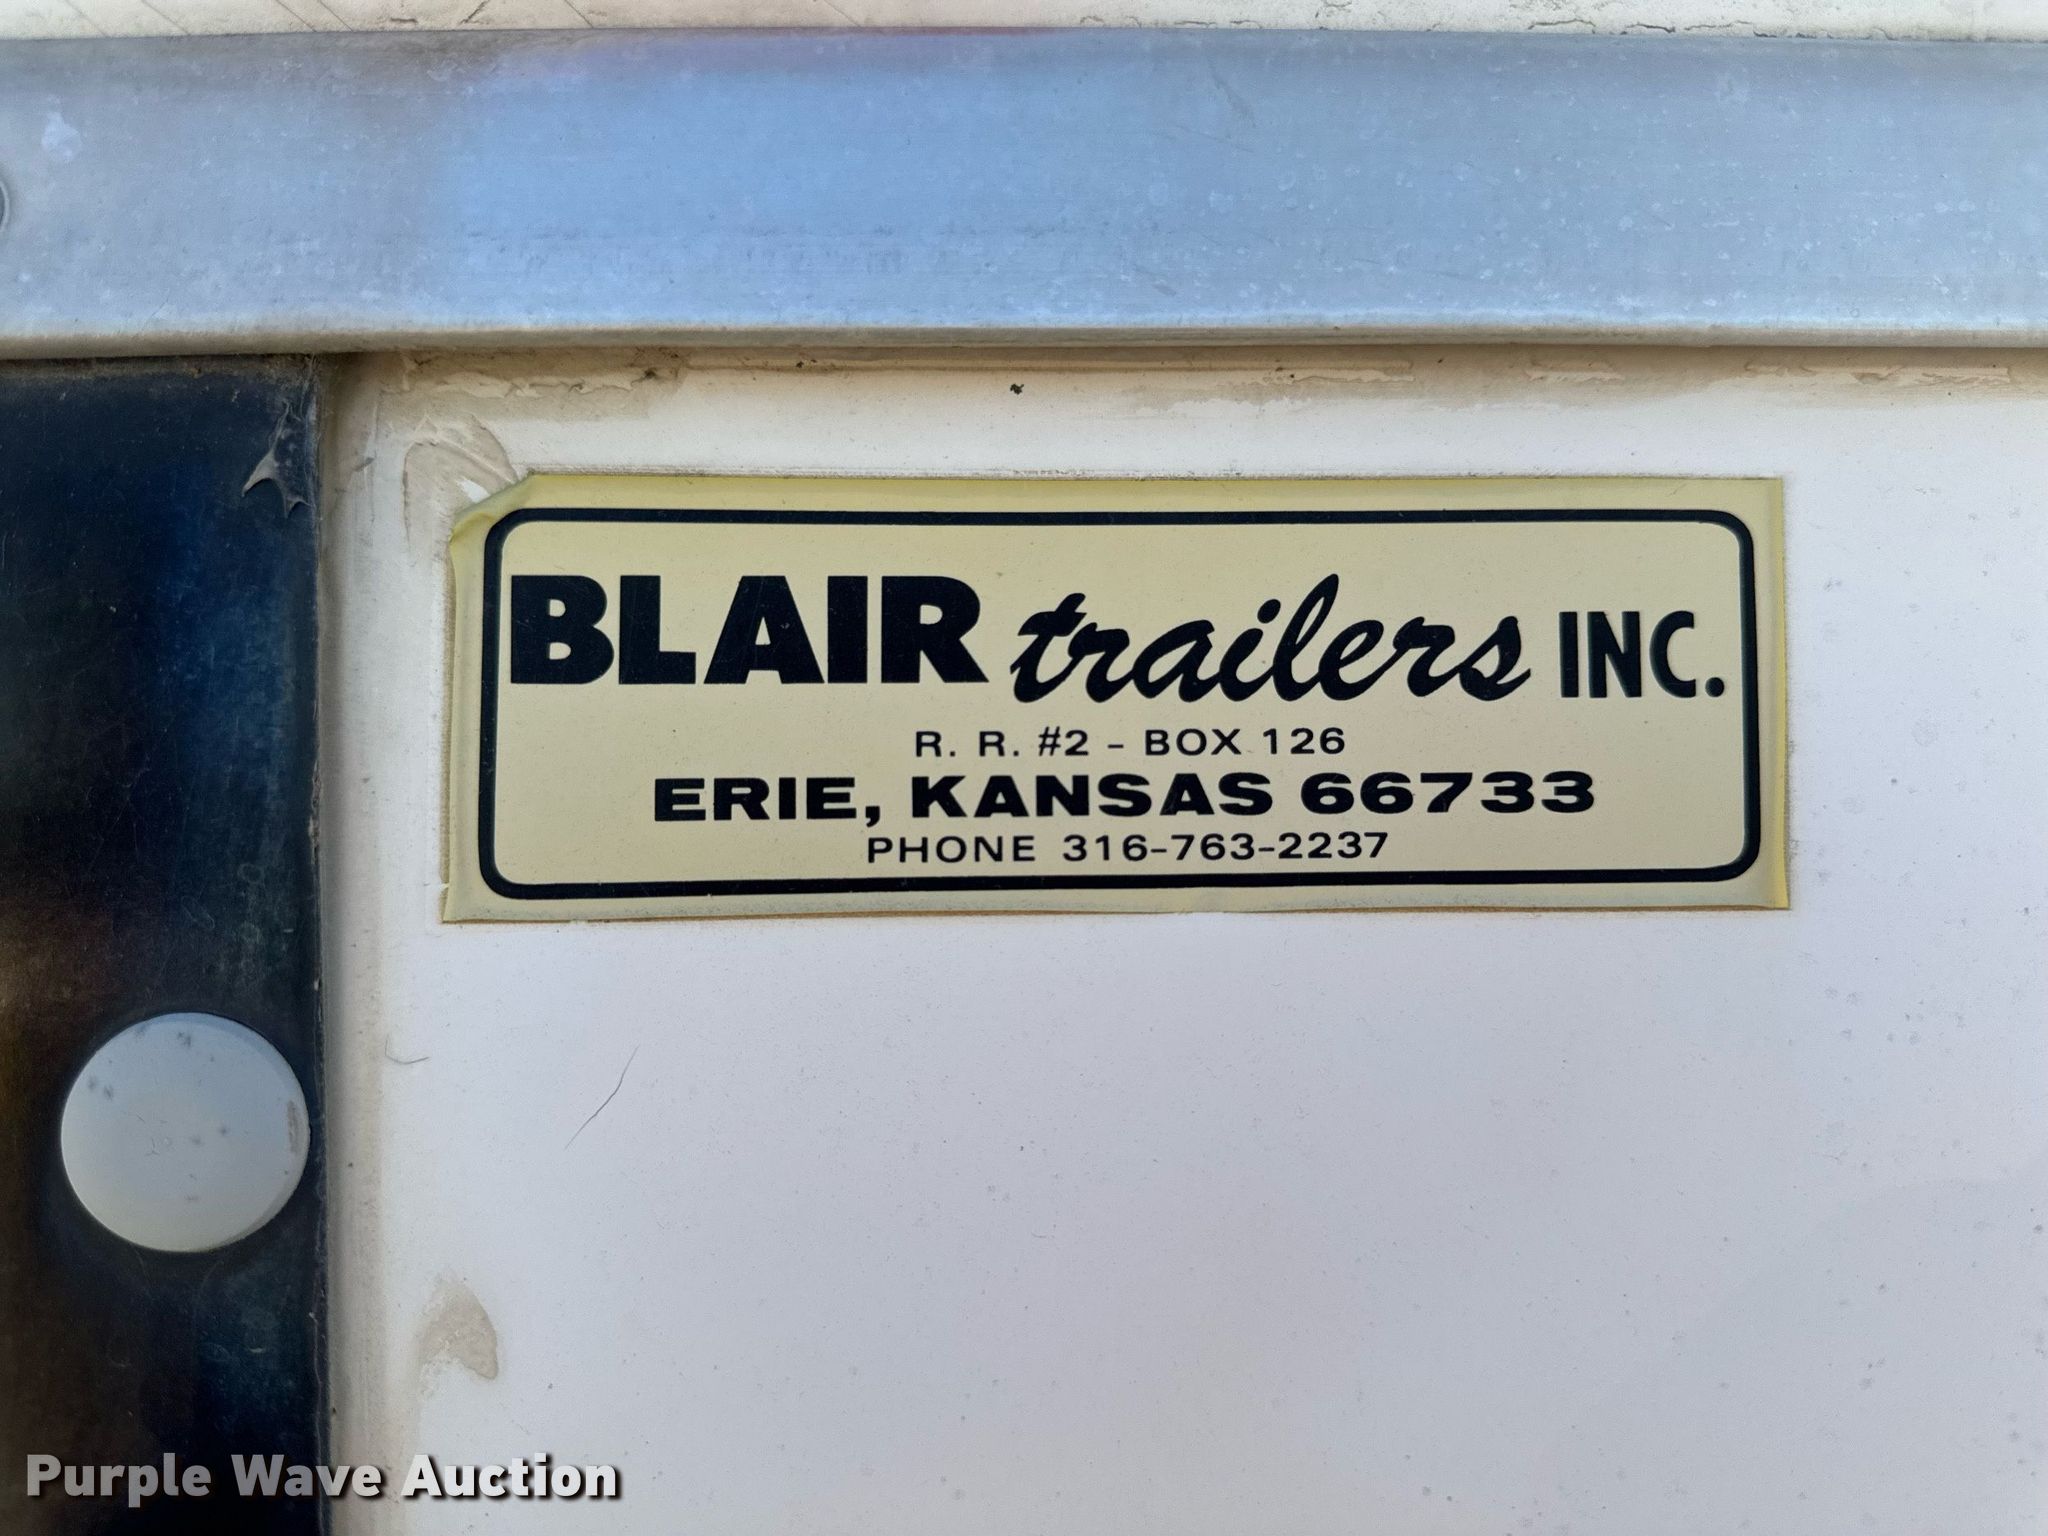 BLAIR trailers INC.
R. R. #2 - BOX 126
ERIE, KANSAS 66733
PHONE 316-763-2237
Purple Wave Auction